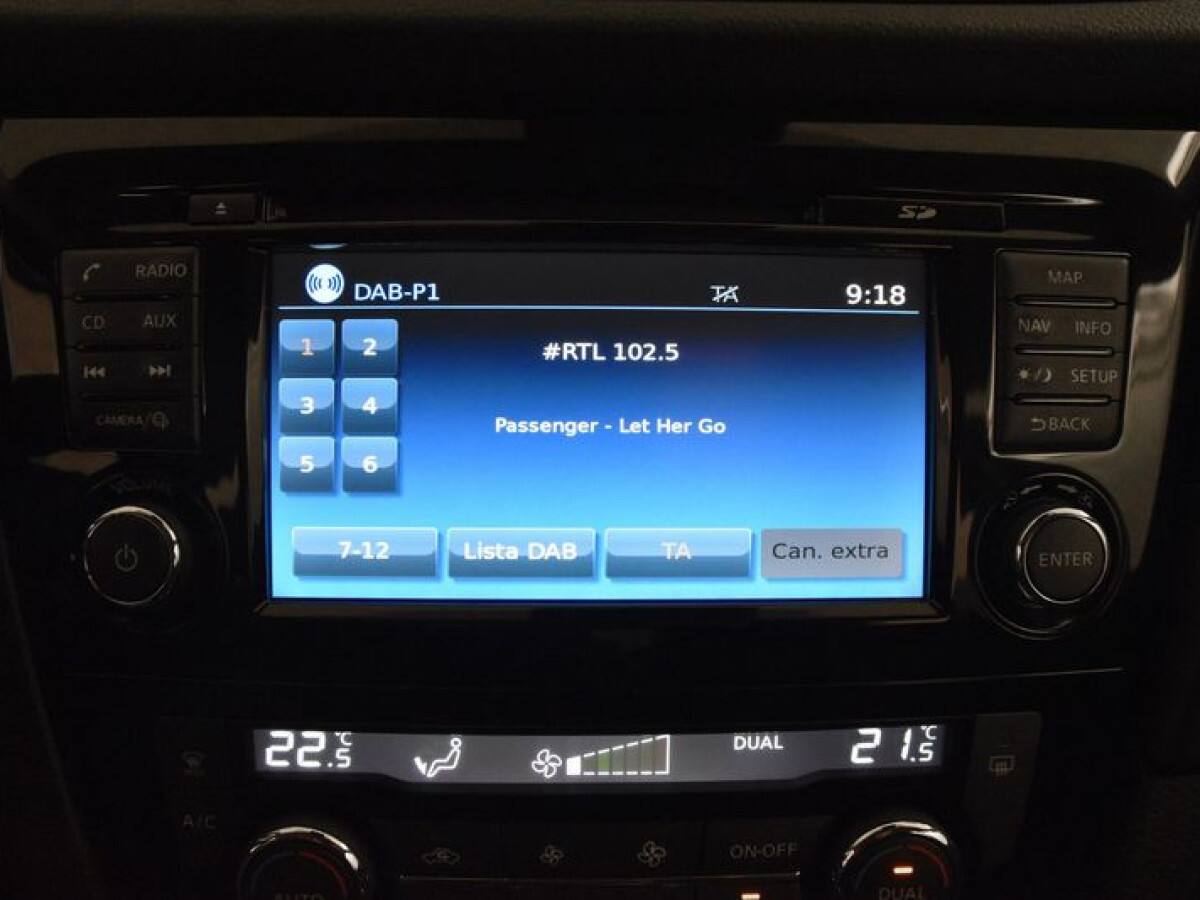 SD
RADIO
CD AUX
CAMERA/
VOLUME
DAB-P1 TA 9:18
1 2
3 4
5 6
#RTL 102.5
Passenger - Let Her Go
7-12 Lista DAB TA Can. extra
MAP
NAV INFO
SETUP
BACK
ENTER
22.5 °C DUAL 21.5 °C
A/C
ON-OFF
AUTO
DUAL